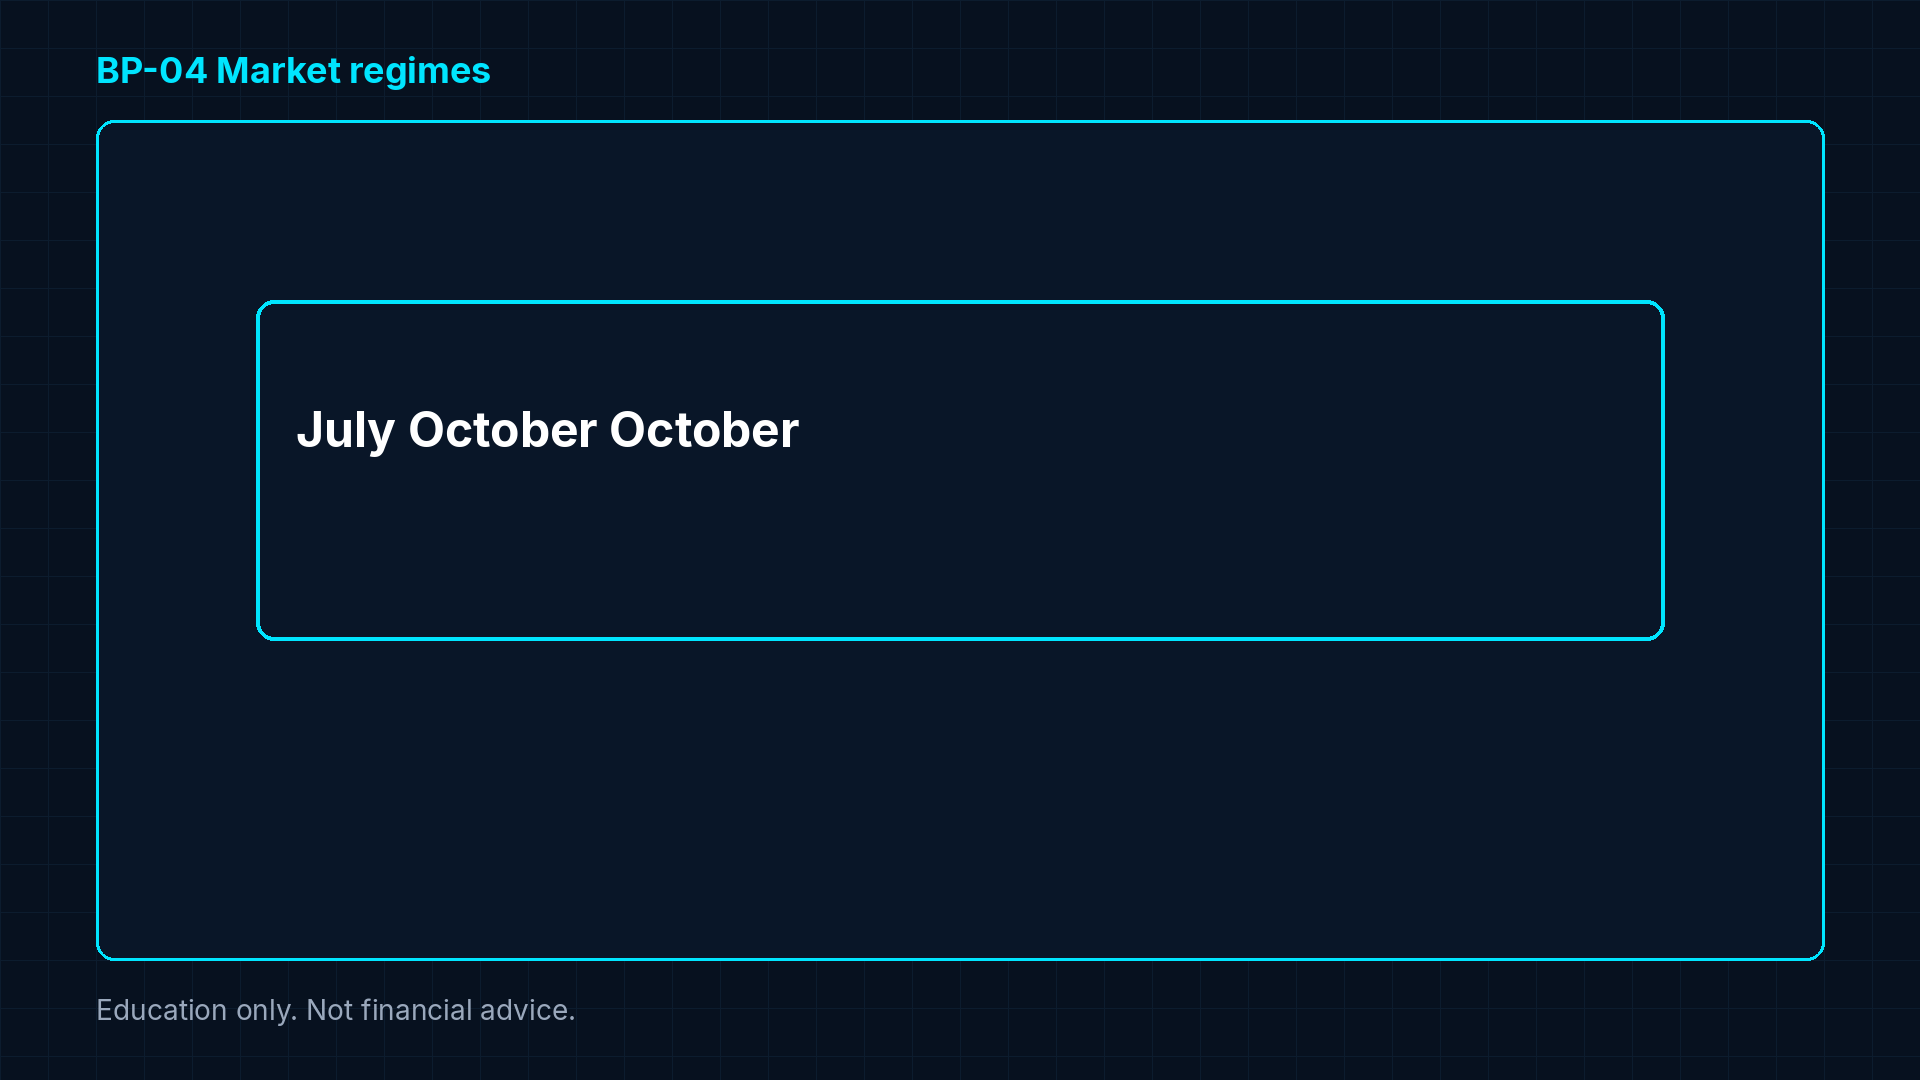 BP-04 Market regimes
July October October
Education only. Not financial advice.